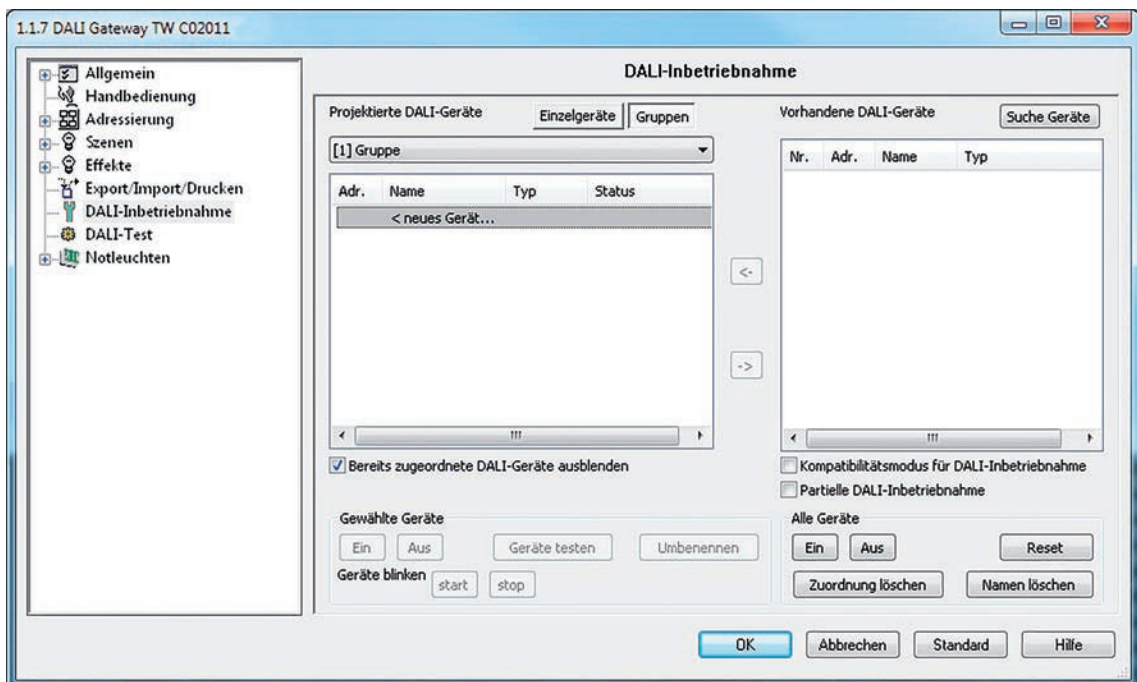 1.1.7 DALI Gateway TW C02011
Allgemein
Handbedienung
Adressierung
Szenen
Effekte
Export/Import/Drucken
DALI-Inbetriebnahme
DALI-Test
Notleuchten
DALI-Inbetriebnahme
Projektierte DALI-Geräte
Einzelgeräte
Gruppen
[1] Gruppe
Adr. Name Typ Status
< neues Gerät...
<-
->
Bereits zugeordnete DALI-Geräte ausblenden
Gewählte Geräte
Ein Aus Geräte testen Umbenennen
Geräte blinken start stop
Vorhandene DALI-Geräte
Suche Geräte
Nr. Adr. Name Typ
Kompatibilitätsmodus für DALI-Inbetriebnahme
Partielle DALI-Inbetriebnahme
Alle Geräte
Ein Aus Reset
Zuordnung löschen Namen löschen
OK Abbrechen Standard Hilfe